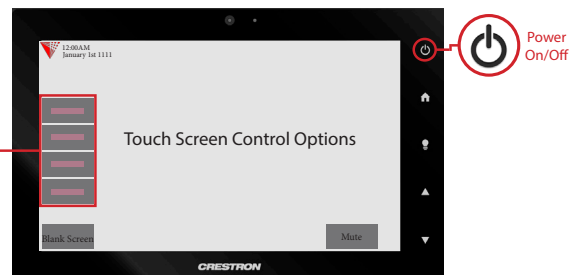 12:00AM
January 1st 1111
Power
On/Off
Touch Screen Control Options
Blank Screen
Mute
CRESTRON